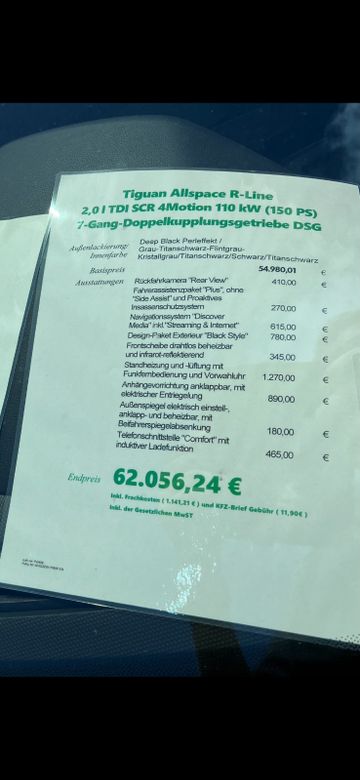 Tiguan Allspace R-Line
2,0 l TDI SCR 4Motion 110 kW (150 PS)
7-Gang-Doppelkupplungsgetriebe DSG
Außenlackierung/ Deep Black Perleffekt /
Innenfarbe Grau-Titanschwarz-Flintgrau-
Kristallgrau/Titanschwarz/Schwarz/Titanschwarz
Basispreis 54.980,01 €
Ausstattungen Rückfahrkamera "Rear View" 410,00 €
Fahrerassistenzpaket "Plus", ohne
"Side Assist" und Proaktives
Insassenschutzsystem 270,00 €
Navigationssystem "Discover
Media" inkl."Streaming & Internet" 615,00 €
Design-Paket Exterieur "Black Style" 780,00 €
Frontscheibe drahtlos beheizbar
und infrarot-reflektierend 345,00 €
Standheizung und -lüftung mit
Funkfernbedienung und Vorwahluhr 1.270,00 €
Anhängevorrichtung anklappbar, mit
elektrischer Entriegelung 890,00 €
Außenspiegel elektrisch einstell-,
anklapp- und beheizbar, mit
Beifahrerspiegelabsenkung 180,00 €
Telefonschnittstelle "Comfort" mit
induktiver Ladefunktion 465,00 €
Endpreis 62.056,24 €
Inkl. Frachkosten ( 1.141,21 € ) und KFZ-Brief Gebühr ( 11,90€ )
Inkl. der Gesetzlichen MwST